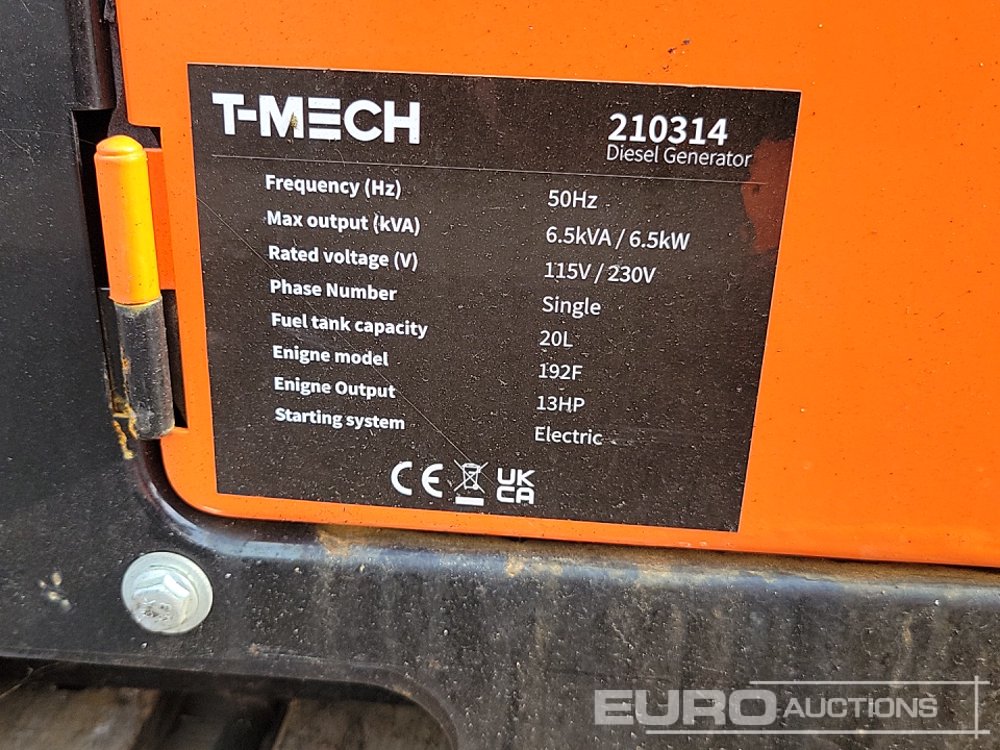 T-MECH
210314
Diesel Generator
Frequency (Hz) 50Hz
Max output (kVA) 6.5kVA / 6.5kW
Rated voltage (V) 115V / 230V
Phase Number Single
Fuel tank capacity 20L
Enigne model 192F
Enigne Output 13HP
Starting system Electric
CE UK
CA
EURO AUCTIONS